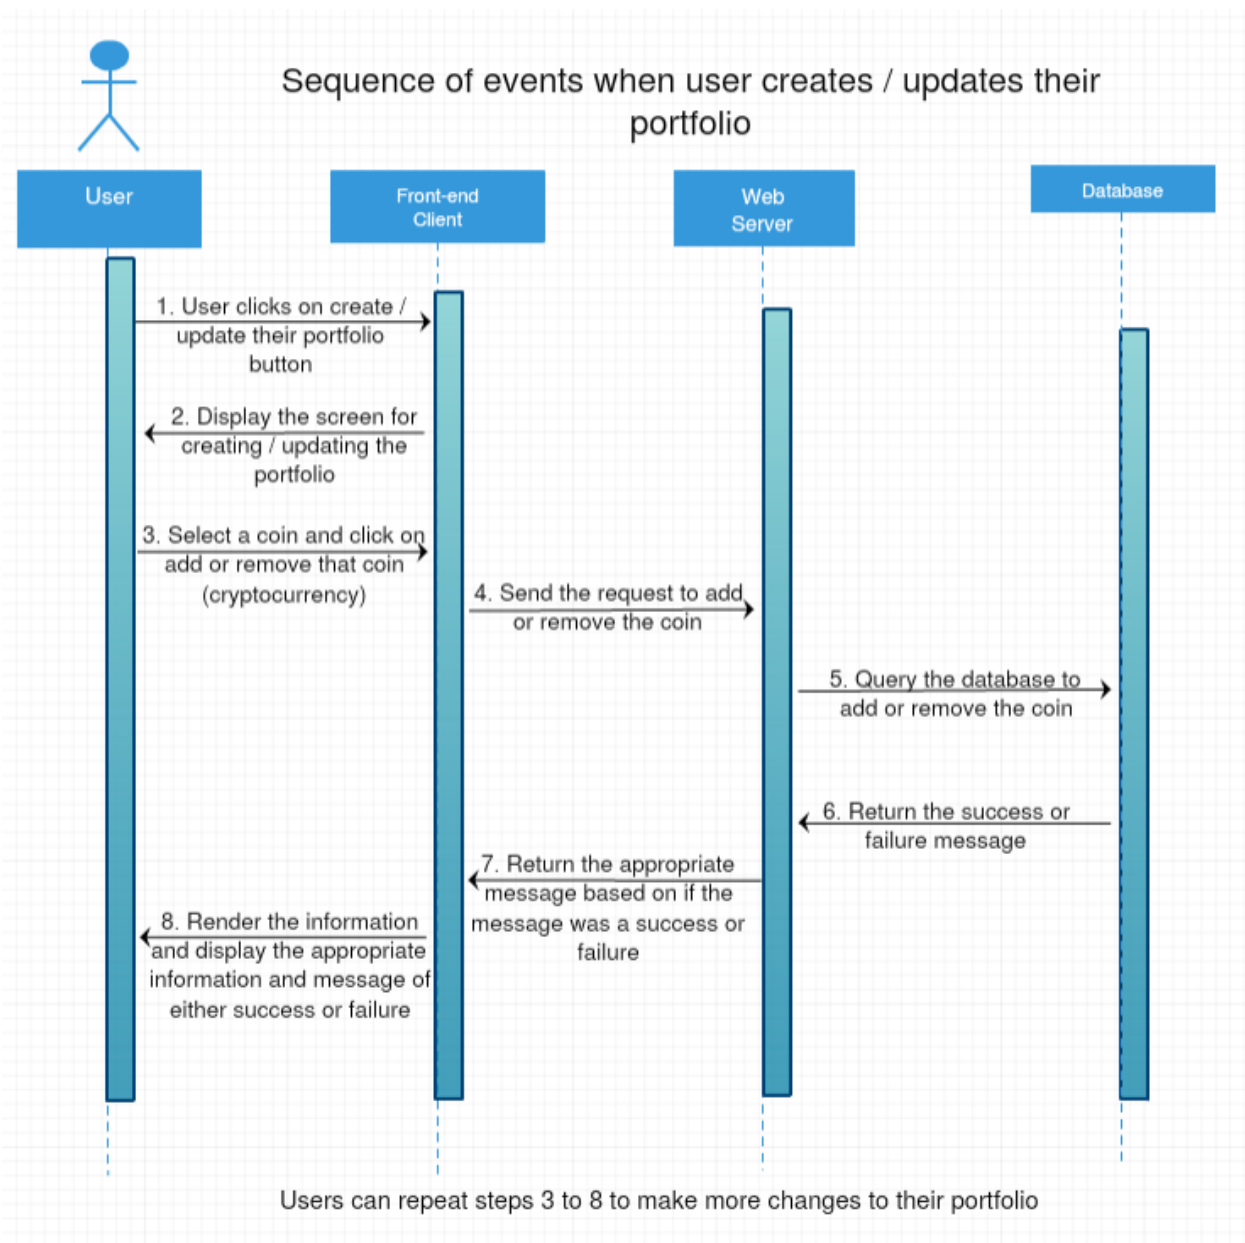 Sequence of events when user creates / updates their
portfolio
User
Front-end
Client
Web
Server
Database
1. User clicks on create /
update their portfolio
button
2. Display the screen for
creating / updating the
portfolio
3. Select a coin and click on
add or remove that coin
(cryptocurrency)
4. Send the request to add
or remove the coin
5. Query the database to
add or remove the coin
6. Return the success or
failure message
7. Return the appropriate
message based on if the
message was a success or
failure
8. Render the information
and display the appropriate
information and message of
either success or failure
Users can repeat steps 3 to 8 to make more changes to their portfolio